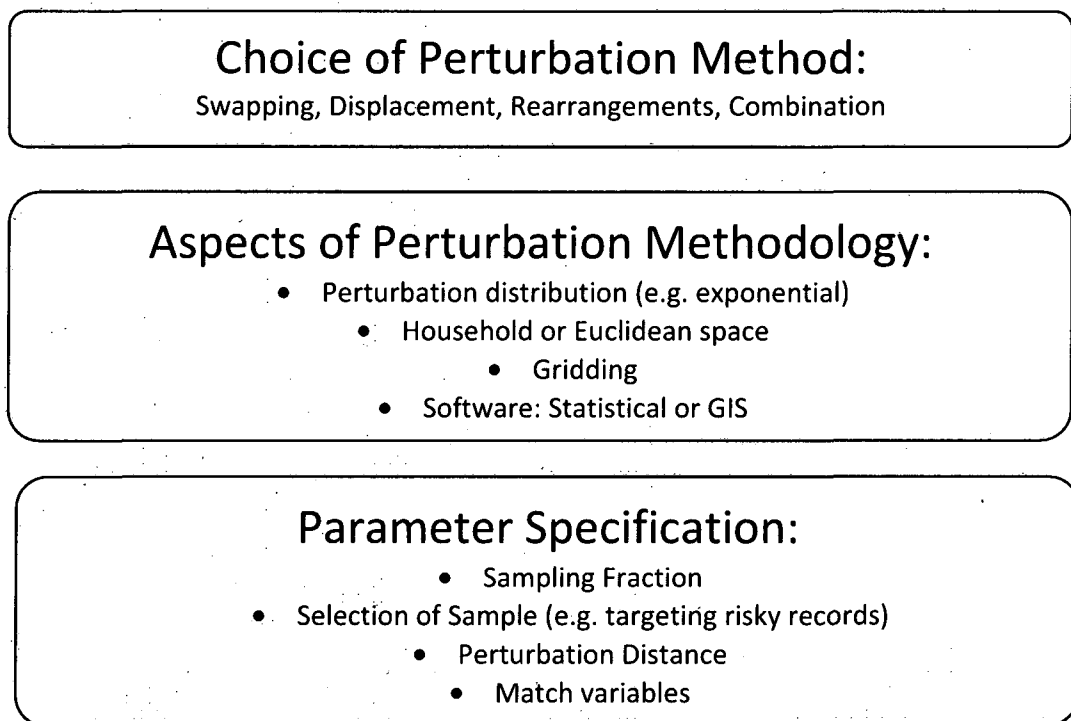 Choice of Perturbation Method:
Swapping, Displacement, Rearrangements, Combination
Aspects of Perturbation Methodology:
• Perturbation distribution (e.g. exponential)
• Household or Euclidean space
• Gridding
• Software: Statistical or GIS
Parameter Specification:
• Sampling Fraction
• Selection of Sample (e.g. targeting risky records)
• Perturbation Distance
• Match variables